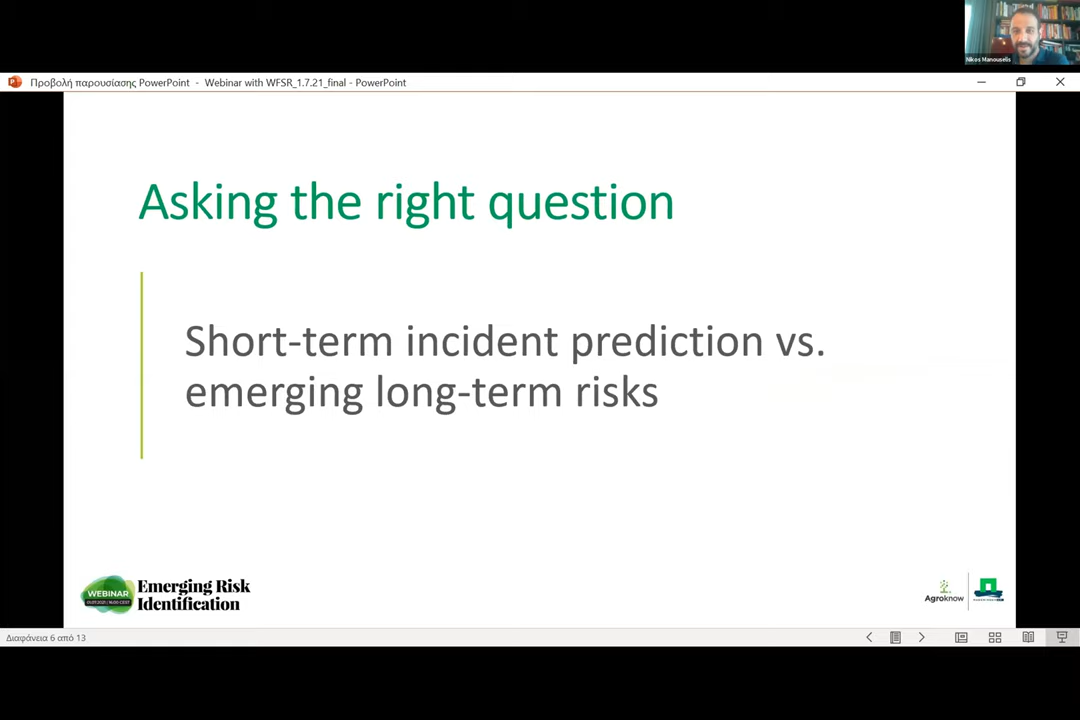 Nikos Manouselis
Προβολή παρουσίασης PowerPoint - Webinar with WFSR_1.7.21_final - PowerPoint
Asking the right question
Short-term incident prediction vs.
emerging long-term risks
WEBINAR
Emerging Risk
Identification
Agroknow
Διαφάνεια 6 από 13